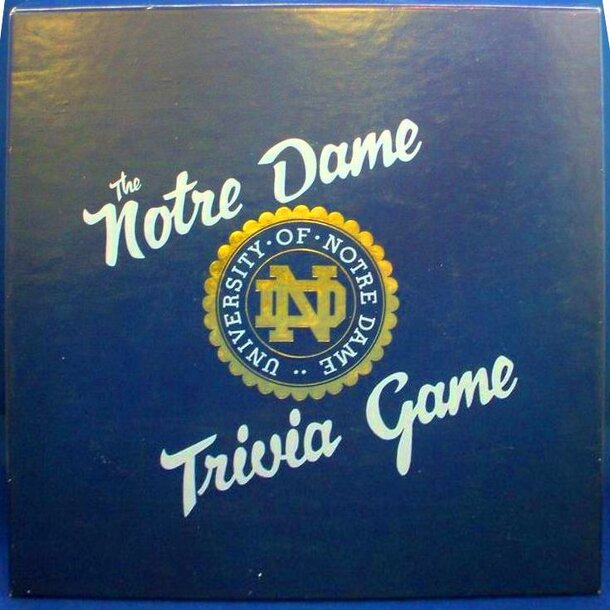 The
Notre Dame
UNIVERSITY · OF · NOTRE DAME ··
ND
Trivia Game